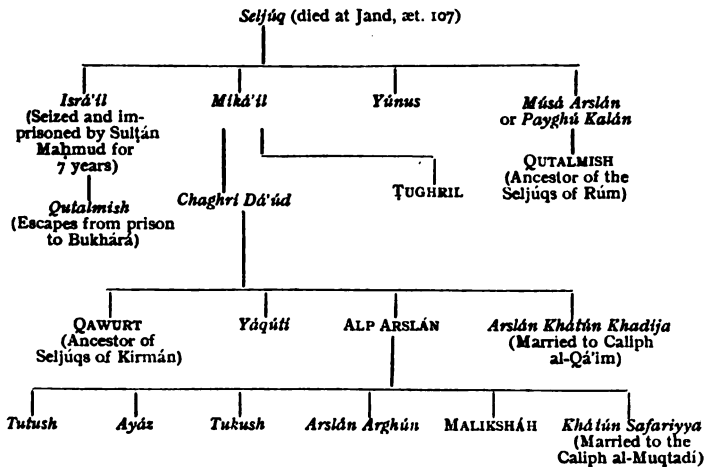 Seljúq (died at Jand, æt. 107)
Isrá'íl
(Seized and im-
prisoned by Sulṭán
Maḥmud for
7 years)
Míká'íl
Yúnus
Músá Arslán
or Payghú Kalán
Qutalmish
(Escapes from prison
to Bukhárá)
Chaghrí Dá'úd
ṬUGHRIL
QUTALMISH
(Ancestor of the
Seljúqs of Rúm)
QAWURT
(Ancestor of
Seljúqs of Kirmán)
Yáqútí
ALP ARSLÁN
Arslán Khátún Khadija
(Married to Caliph
al-Qá'im)
Tutush
Ayáz
Tukush
Arslán Arghún
MALIKSHÁH
Khátún Safariyya
(Married to the
Caliph al-Muqtadí)